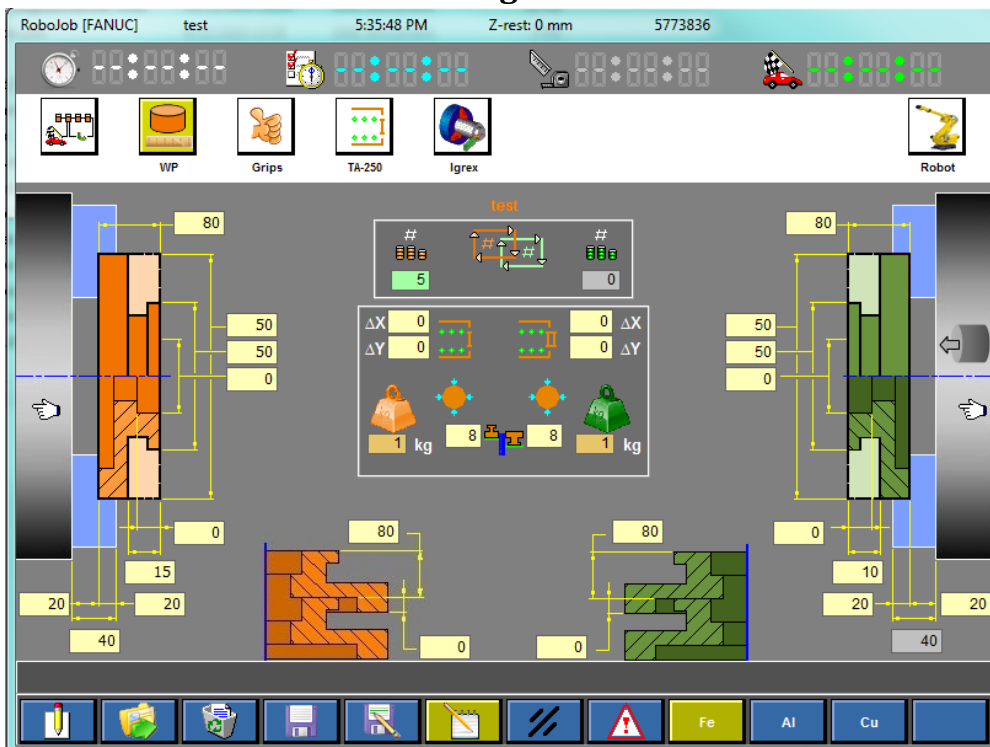 RoboJob [FANUC] test 5:35:48 PM Z-rest: 0 mm 5773836
WP Grips TA-250 Igrex Robot
test
80 # # # # 80
5 0
ΔX 0 0 ΔX
ΔY 0 0 ΔY
50 50
50 50
0 0
1 kg 8 8 1 kg
0 80 80 0
15 10
20 20 20 20
40 0 0 40
Fe Al Cu